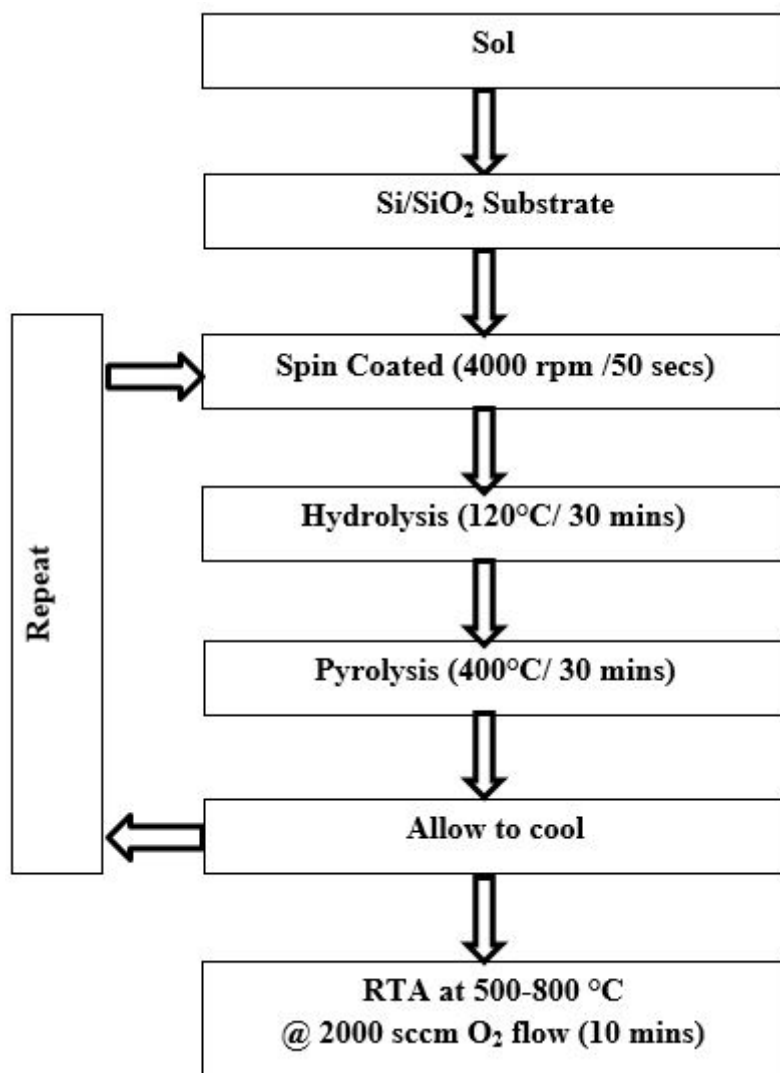 Sol
Si/SiO₂ Substrate
Spin Coated (4000 rpm /50 secs)
Hydrolysis (120°C/ 30 mins)
Repeat
Pyrolysis (400°C/ 30 mins)
Allow to cool
RTA at 500-800 °C
@ 2000 sccm O₂ flow (10 mins)